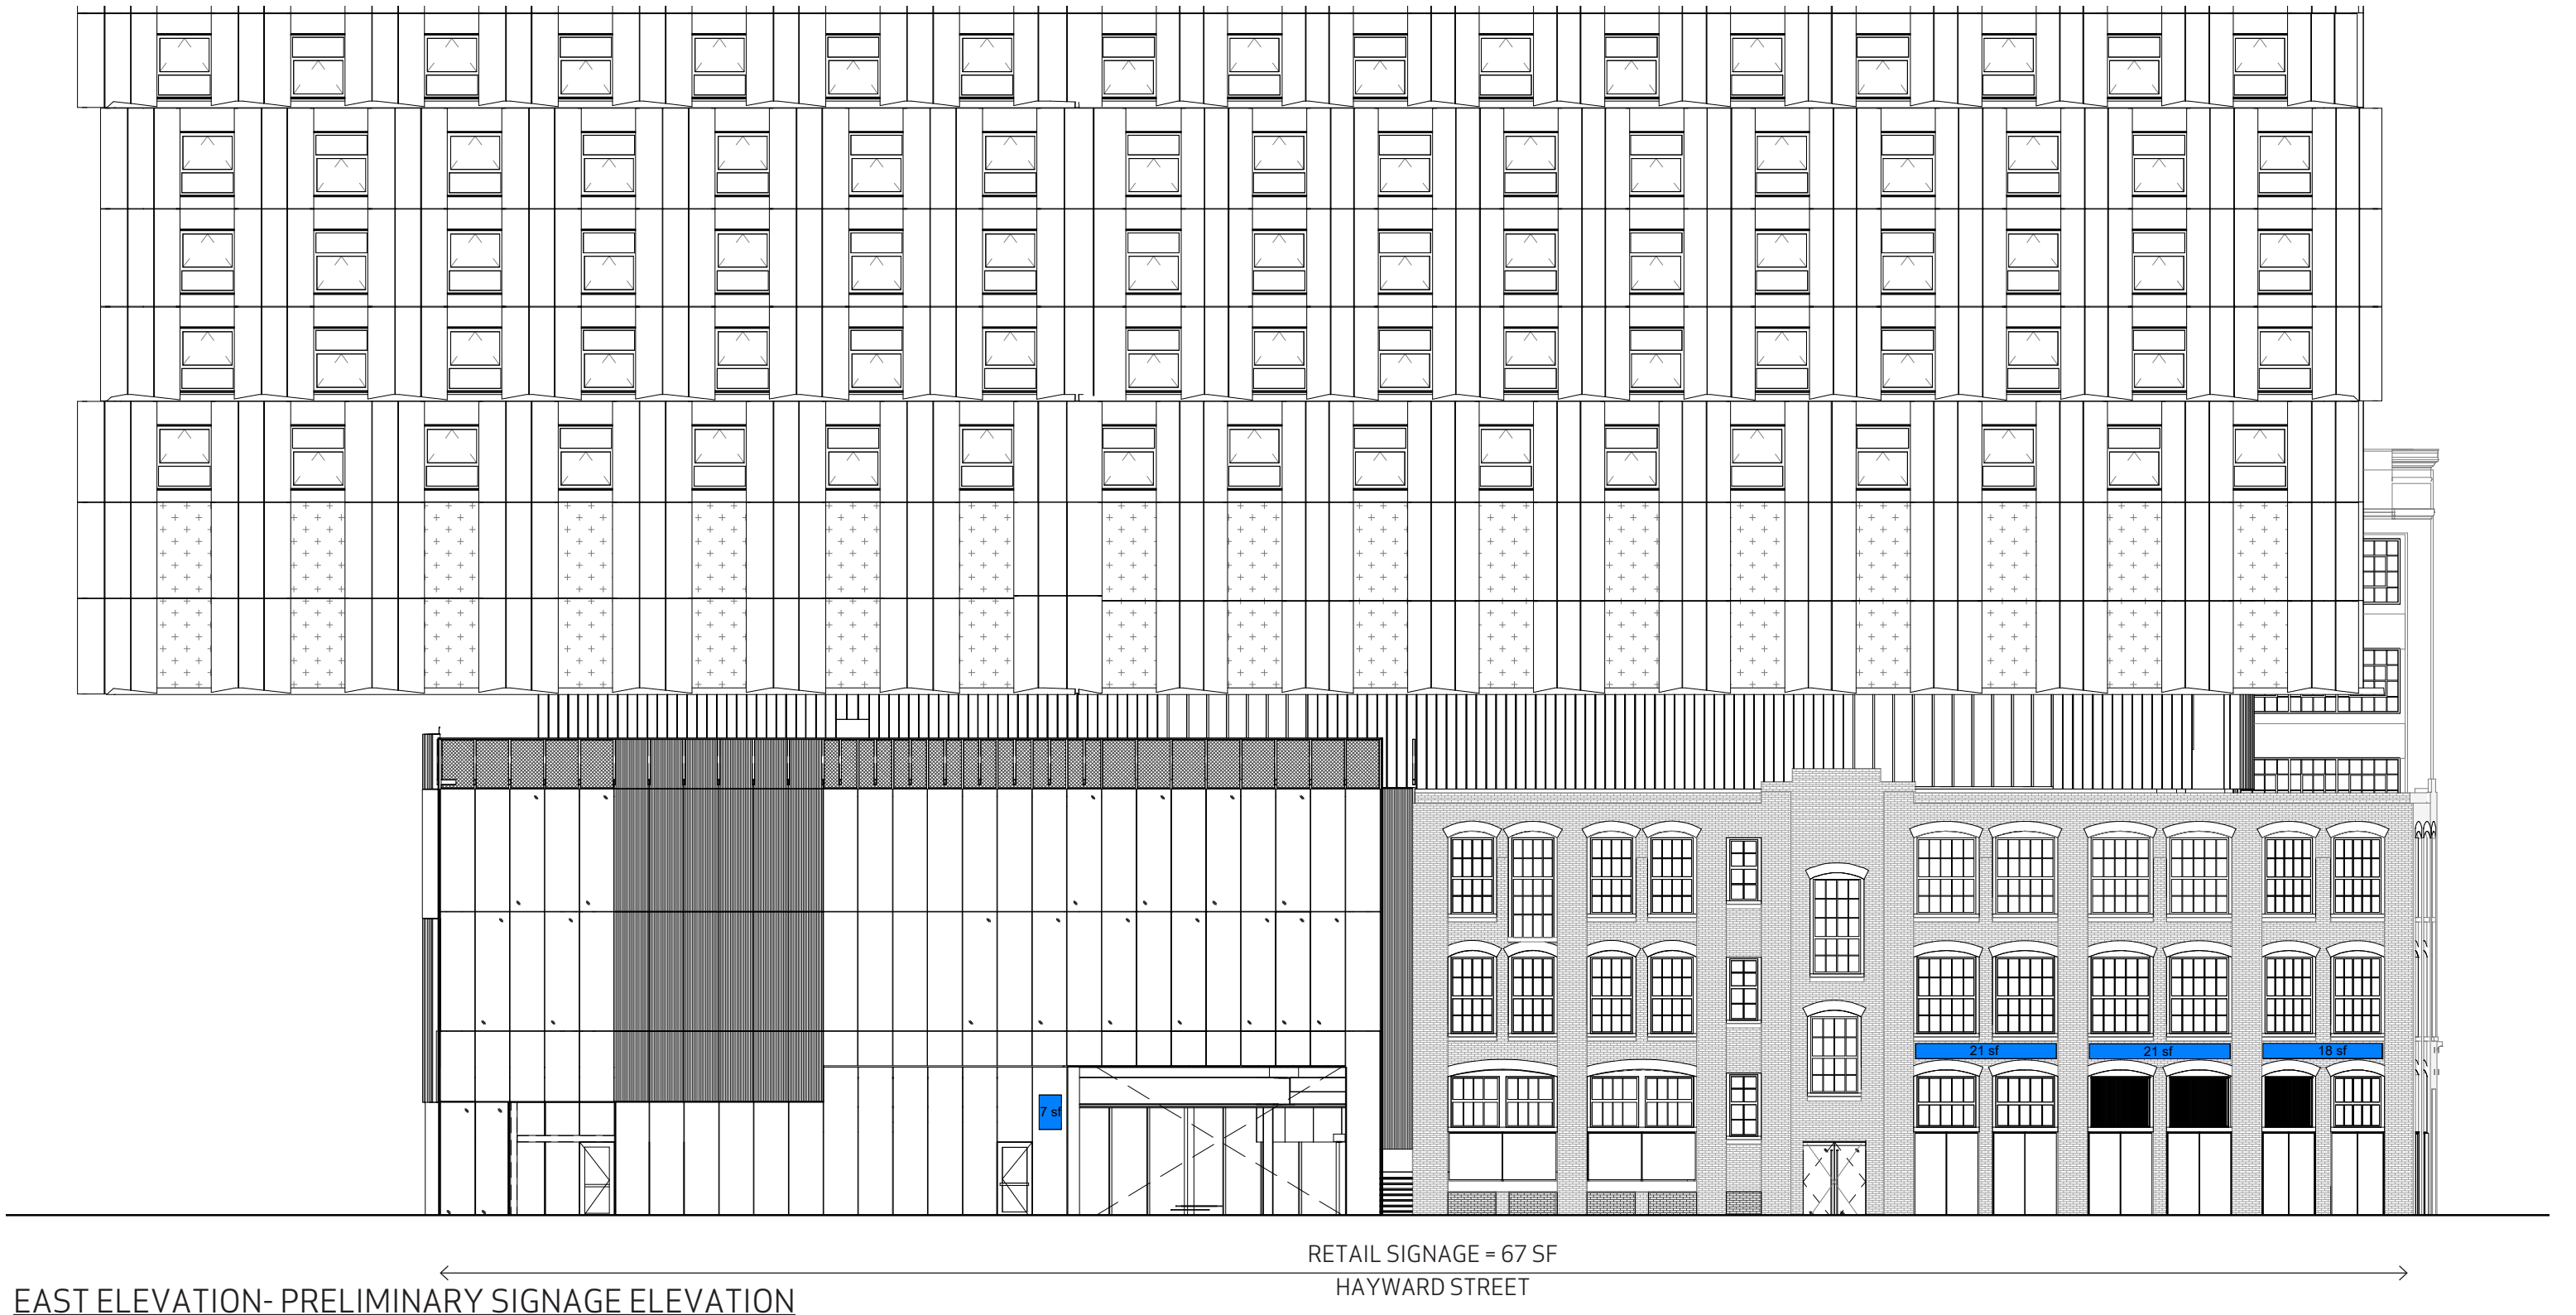 21 sf
21 sf
18 sf
7 sf
RETAIL SIGNAGE = 67 SF
HAYWARD STREET
EAST ELEVATION- PRELIMINARY SIGNAGE ELEVATION